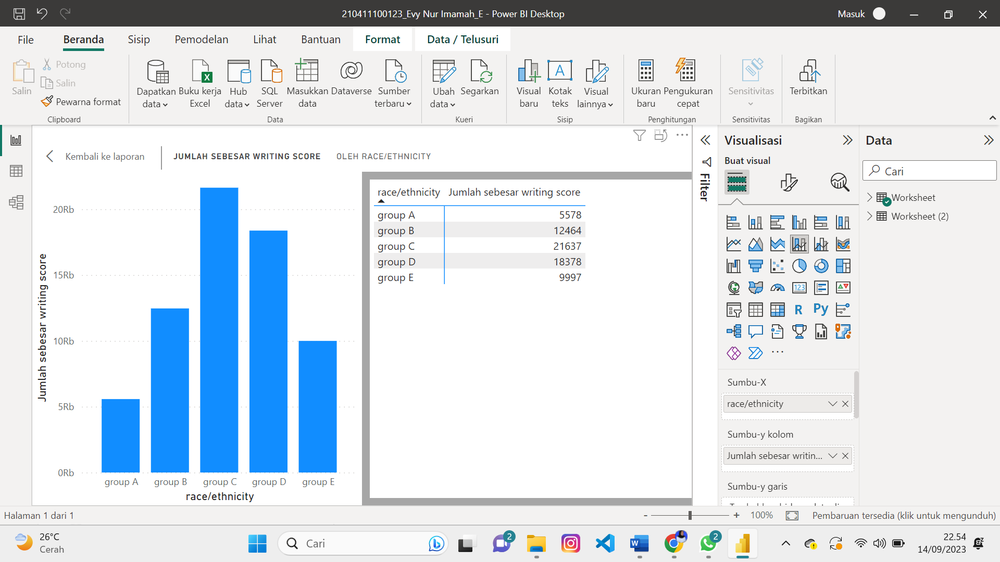 210411100123_Evy Nur Imamah_E - Power BI Desktop
Masuk
File
Beranda
Sisip
Pemodelan
Lihat
Bantuan
Format
Data / Telusuri
Salin
Potong
Salin
Pewarna format
Clipboard
Dapatkan data
Buku kerja Excel
Hub data
SQL Server
Masukkan data
Dataverse
Sumber terbaru
Data
Ubah data
Segarkan
Kueri
Visual baru
Kotak teks
Visual lainnya
Sisip
Ukuran baru
Pengukuran cepat
Penghitungan
Sensitivitas
Sensitivitas
Terbitkan
Bagikan
Kembali ke laporan
JUMLAH SEBESAR WRITING SCORE
OLEH RACE/ETHNICITY
Jumlah sebesar writing score
20Rb
15Rb
10Rb
5Rb
0Rb
group A
group B
group C
group D
group E
race/ethnicity
race/ethnicity Jumlah sebesar writing score
group A 5578
group B 12464
group C 21637
group D 18378
group E 9997
Filter
Visualisasi
Buat visual
123
R
Py
Sumbu-X
race/ethnicity
Sumbu-y kolom
Jumlah sebesar writin...
Sumbu-y garis
Data
Cari
Worksheet
Worksheet (2)
Halaman 1 dari 1
- + 100%
Pembaruan tersedia (klik untuk mengunduh)
26°C
Cerah
Cari
2
2
22.54
14/09/2023